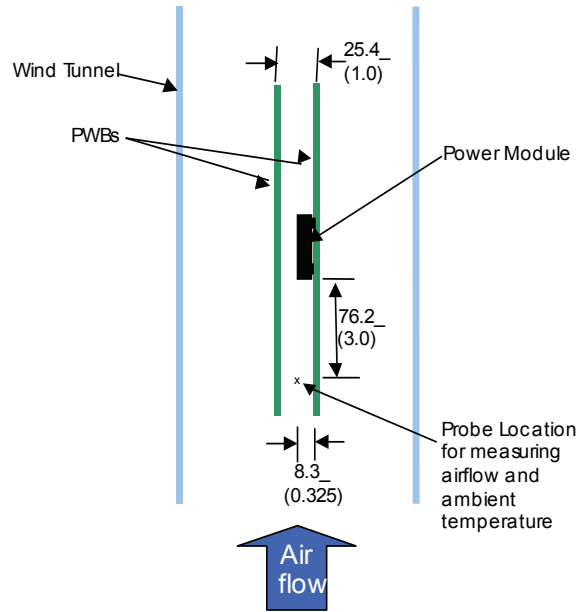 25.4_
(1.0)
Wind Tunnel
PWBs
Power Module
76.2_
(3.0)
x
Probe Location
for measuring
airflow and
ambient
temperature
8.3_
(0.325)
Air
flow